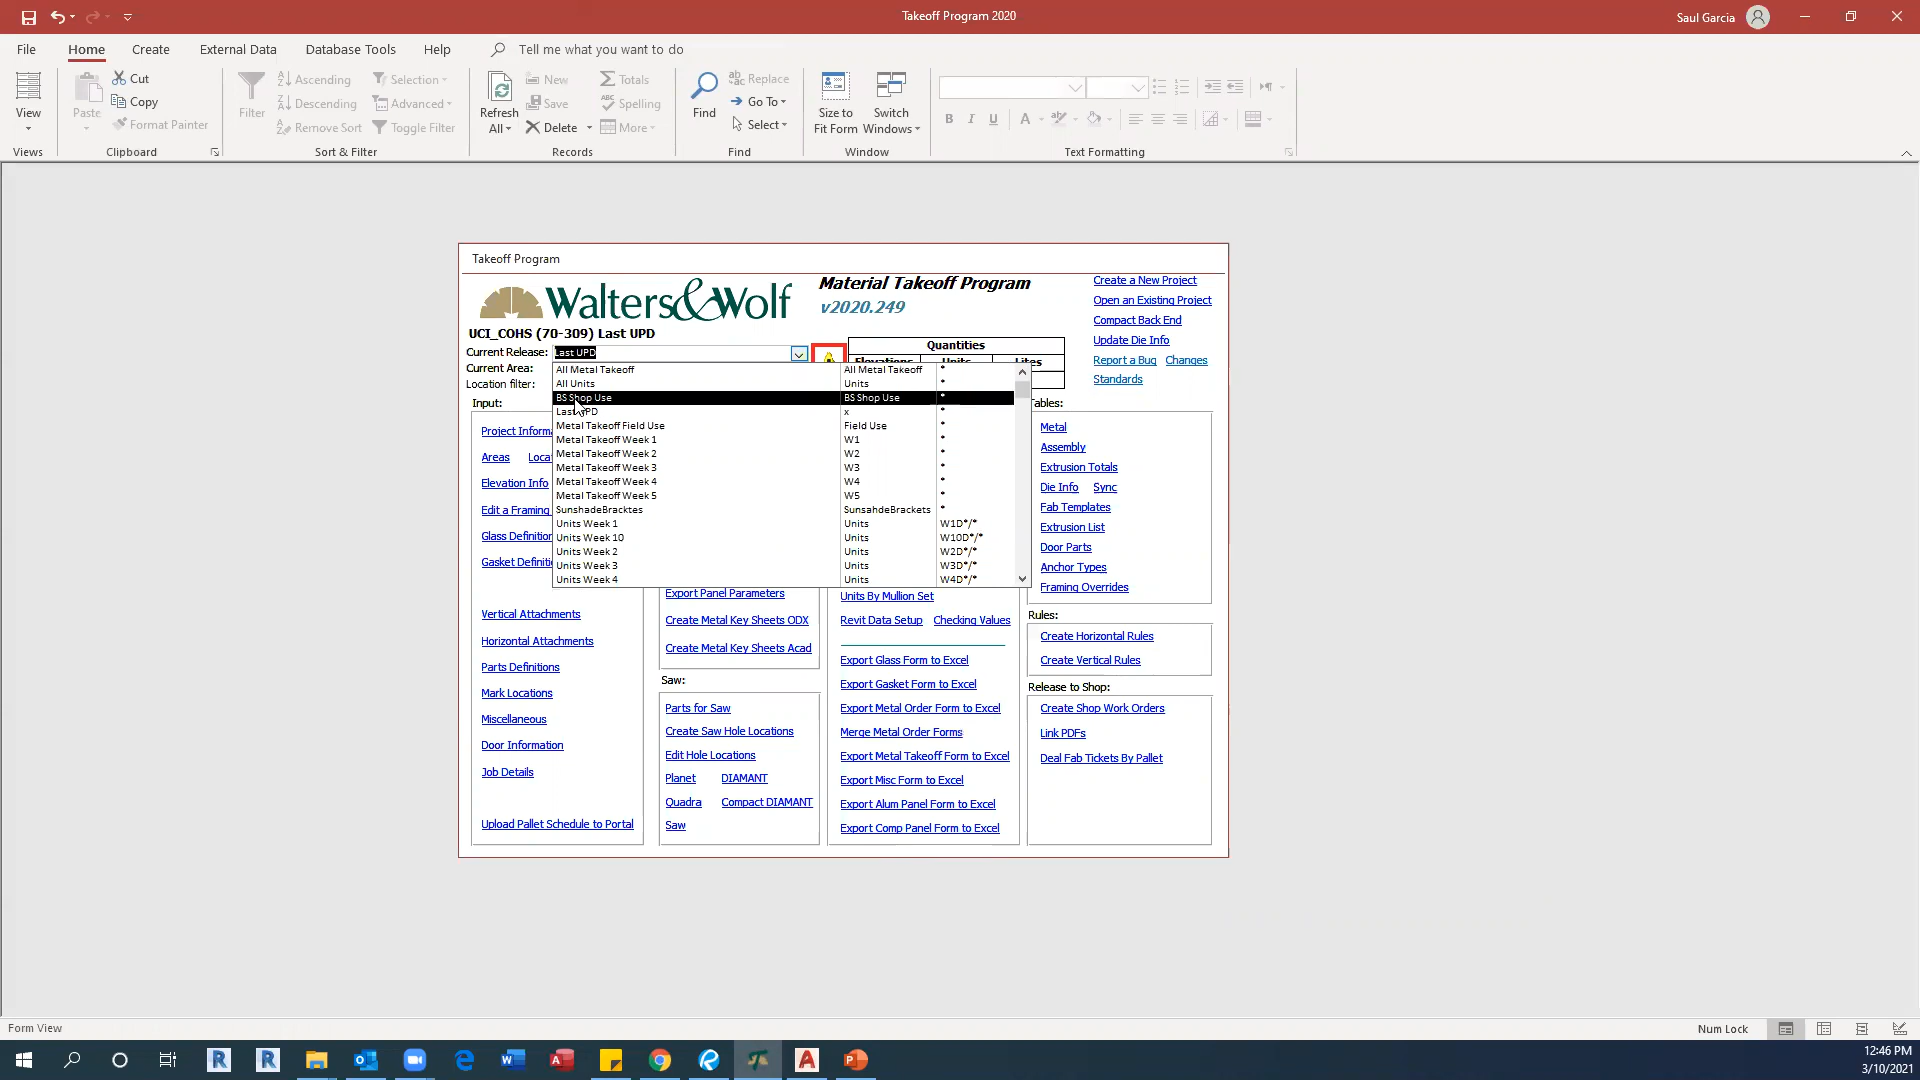 Takeoff Program 2020
Saul Garcia
File Home Create External Data Database Tools Help Tell me what you want to do
View
Views
Paste
Cut
Copy
Format Painter
Clipboard
Filter
Ascending
Descending
Remove Sort
Selection
Advanced
Toggle Filter
Sort & Filter
Refresh
All
New
Save
Delete
Totals
Spelling
More
Records
Find
Replace
Go To
Select
Find
Size to
Fit Form
Switch
Windows
Window
B I U A
Text Formatting
Takeoff Program
Walters&Wolf
Material Takeoff Program
v2020.249
Create a New Project
Open an Existing Project
Compact Back End
Update Die Info
Report a Bug Changes
Standards
UCI_COHS (70-309) Last UPD
Current Release: Last UPD
Current Area:
Location filter:
Quantities
Elevations Units Lites
All Metal Takeoff All Metal Takeoff *
All Units Units *
BS Shop Use BS Shop Use *
Last UPD x *
Metal Takeoff Field Use Field Use *
Metal Takeoff Week 1 W1 *
Metal Takeoff Week 2 W2 *
Metal Takeoff Week 3 W3 *
Metal Takeoff Week 4 W4 *
Metal Takeoff Week 5 W5 *
SunshadeBracktes SunsahdeBrackets *
Units Week 1 Units W1D*/*
Units Week 10 Units W10D*/*
Units Week 2 Units W2D*/*
Units Week 3 Units W3D*/*
Units Week 4 Units W4D*/*
Input:
Project Informa
Areas Loca
Elevation Info
Edit a Framing
Glass Definition
Gasket Definiti
Vertical Attachments
Horizontal Attachments
Parts Definitions
Mark Locations
Miscellaneous
Door Information
Job Details
Upload Pallet Schedule to Portal
Export Panel Parameters
Create Metal Key Sheets ODX
Create Metal Key Sheets Acad
Saw:
Parts for Saw
Create Saw Hole Locations
Edit Hole Locations
Planet DIAMANT
Quadra Compact DIAMANT
Saw
Units By Mullion Set
Revit Data Setup Checking Values
Export Glass Form to Excel
Export Gasket Form to Excel
Export Metal Order Form to Excel
Merge Metal Order Forms
Export Metal Takeoff Form to Excel
Export Misc Form to Excel
Export Alum Panel Form to Excel
Export Comp Panel Form to Excel
ables:
Metal
Assembly
Extrusion Totals
Die Info Sync
Fab Templates
Extrusion List
Door Parts
Anchor Types
Framing Overrides
Rules:
Create Horizontal Rules
Create Vertical Rules
Release to Shop:
Create Shop Work Orders
Link PDFs
Deal Fab Tickets By Pallet
Form View
Num Lock
12:46 PM
3/10/2021